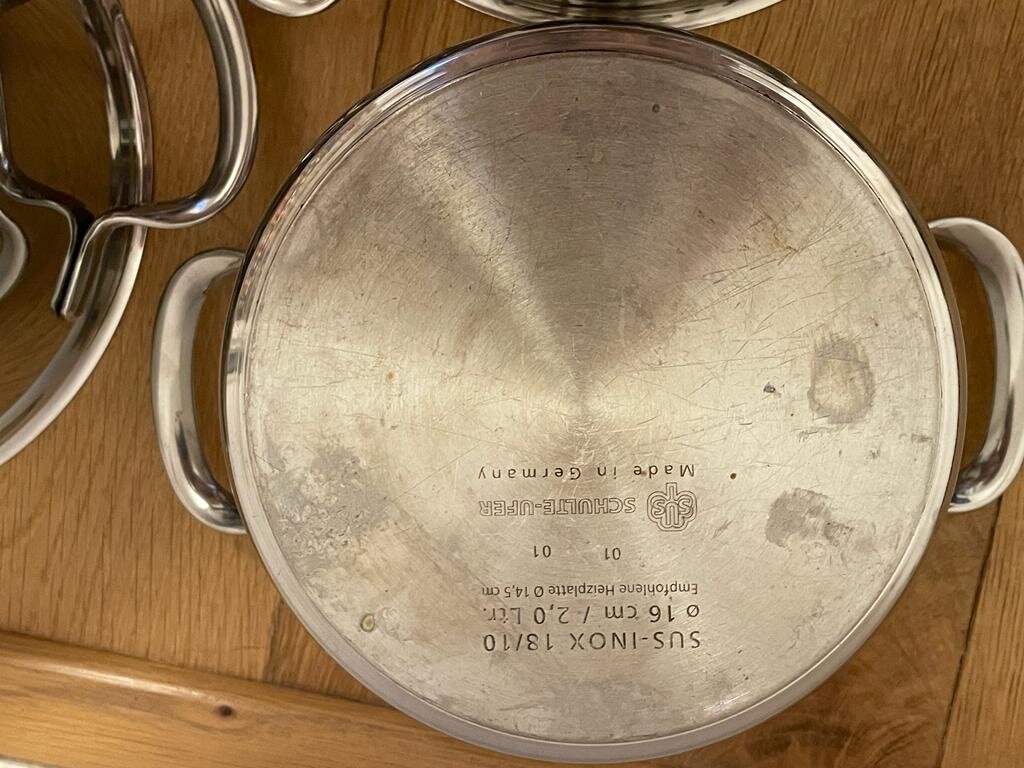 SUS-INOX 18/10
ø 16 cm / 2,0 Ltr.
Empfohlene Heizplatte Ø 14,5 cm
01 01
SUS SCHULTE-UFER
Made in Germany